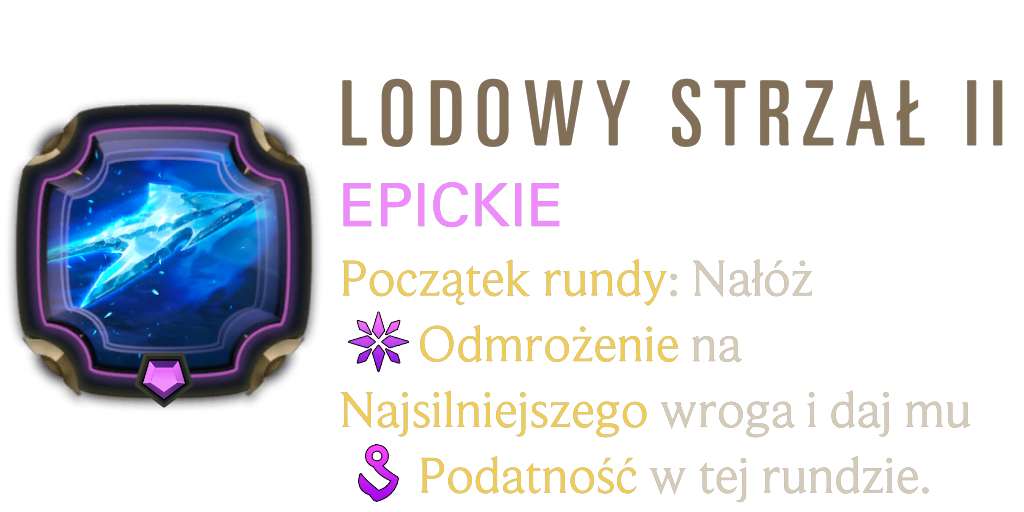 LODOWY STRZAŁ II
EPICKIE
Początek rundy: Nałóż
Odmrożenie na
Najsilniejszego wroga i daj mu
Podatność w tej rundzie.